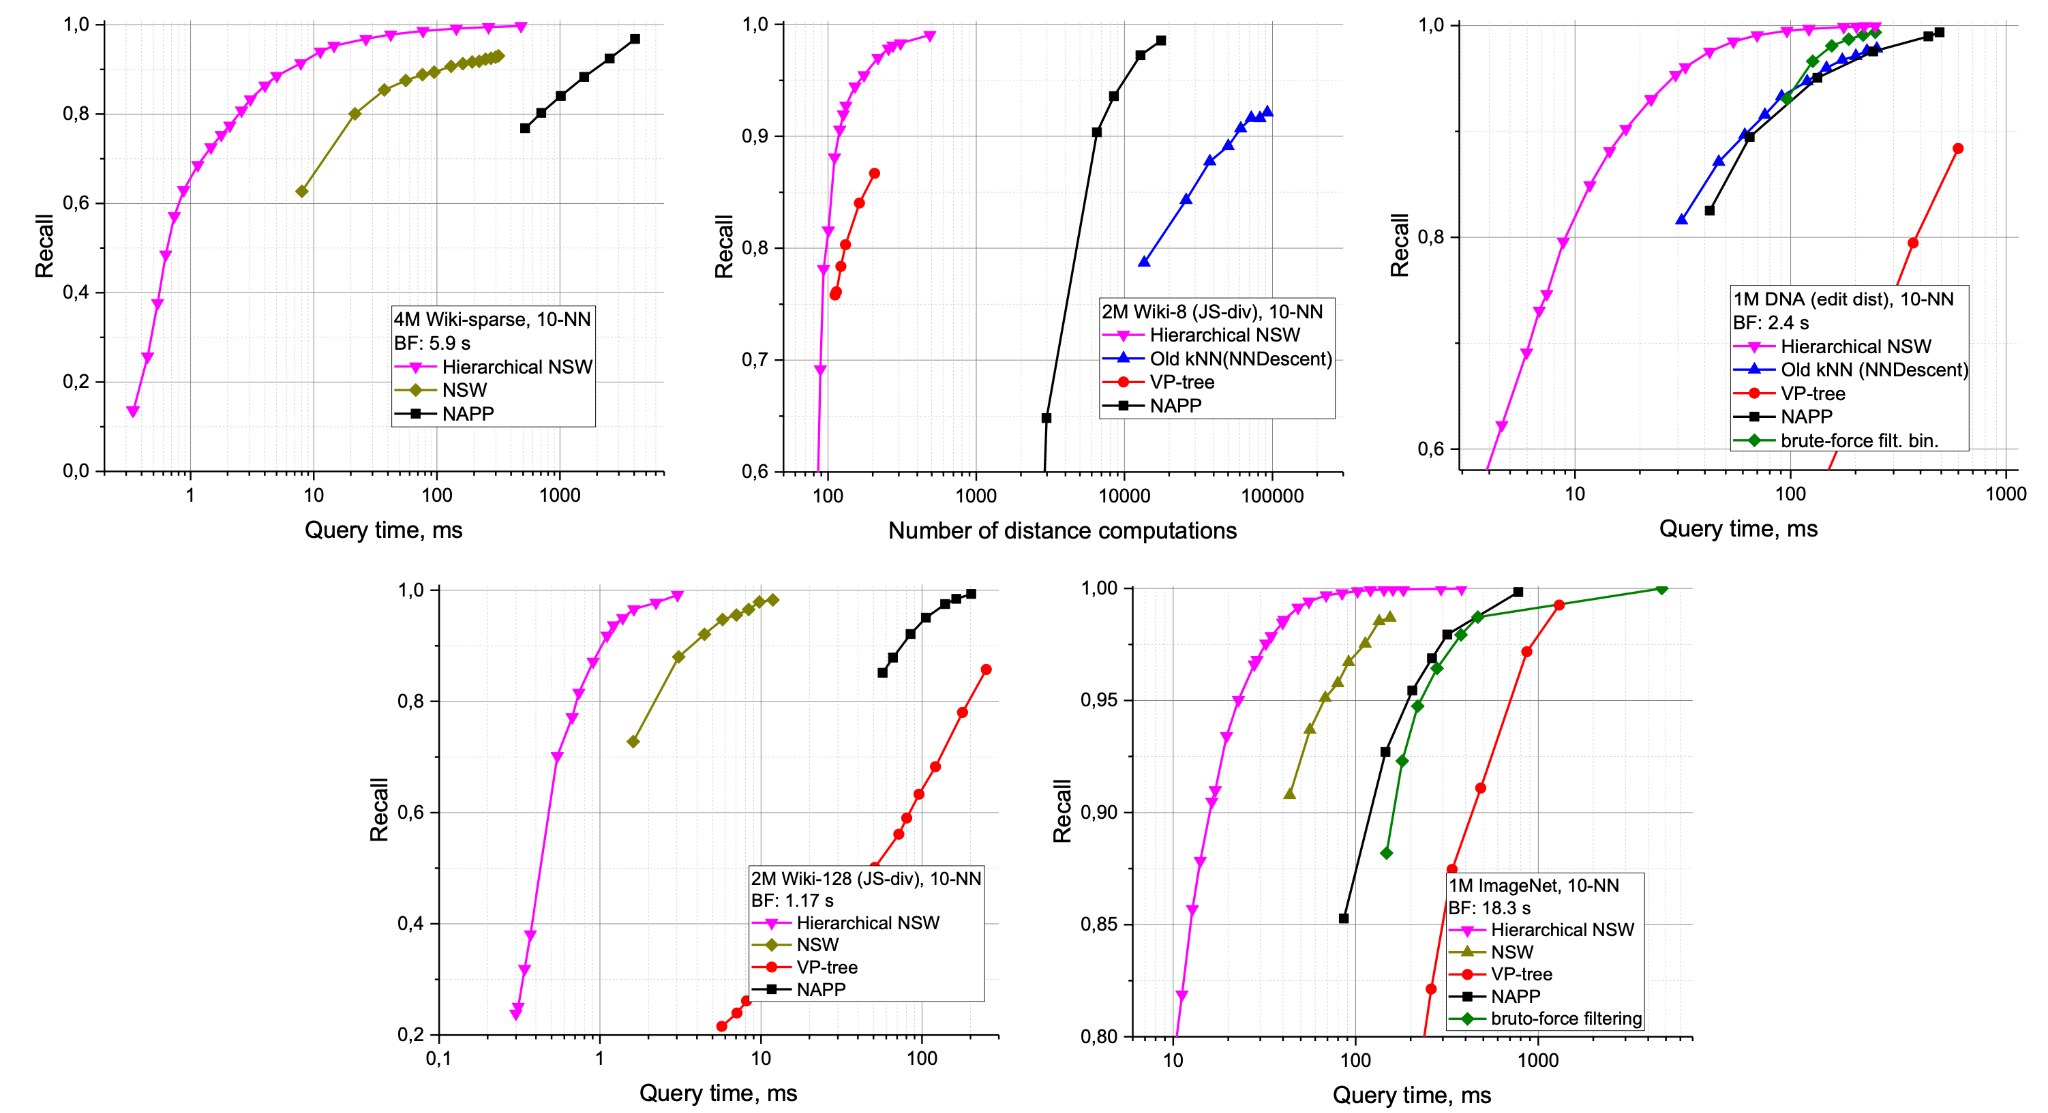 1,0
0,8
0,6
0,4
0,2
0,0
Recall
4M Wiki-sparse, 10-NN
BF: 5.9 s
Hierarchical NSW
NSW
NAPP
1
10
100
1000
Query time, ms
1,0
0,9
0,8
0,7
0,6
Recall
2M Wiki-8 (JS-div), 10-NN
Hierarchical NSW
Old kNN(NNDescent)
VP-tree
NAPP
100
1000
10000
100000
Number of distance computations
1,0
0,8
0,6
Recall
1M DNA (edit dist), 10-NN
BF: 2.4 s
Hierarchical NSW
Old kNN (NNDescent)
VP-tree
NAPP
brute-force filt. bin.
10
100
1000
Query time, ms
1,0
0,8
0,6
0,4
0,2
Recall
2M Wiki-128 (JS-div), 10-NN
BF: 1.17 s
Hierarchical NSW
NSW
VP-tree
NAPP
0,1
1
10
100
Query time, ms
1,00
0,95
0,90
0,85
0,80
Recall
1M ImageNet, 10-NN
BF: 18.3 s
Hierarchical NSW
NSW
VP-tree
NAPP
bruto-force filtering
10
100
1000
Query time, ms